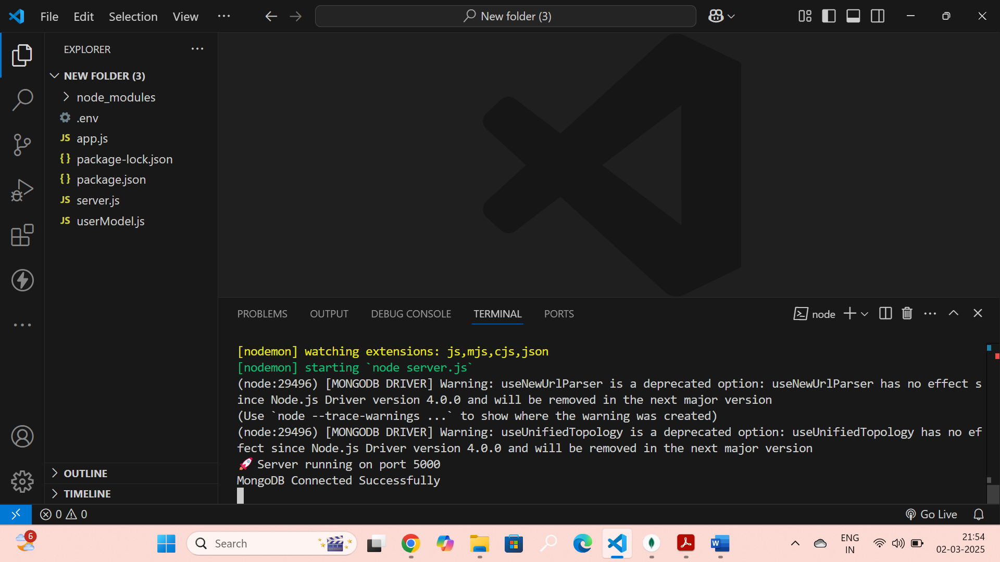 File Edit Selection View ··· New folder (3)
EXPLORER
NEW FOLDER (3)
node_modules
.env
JS app.js
{} package-lock.json
{} package.json
JS server.js
JS userModel.js
OUTLINE
TIMELINE
PROBLEMS OUTPUT DEBUG CONSOLE TERMINAL PORTS node
[nodemon] watching extensions: js,mjs,cjs,json
[nodemon] starting `node server.js`
(node:29496) [MONGODB DRIVER] Warning: useNewUrlParser is a deprecated option: useNewUrlParser has no effect s
ince Node.js Driver version 4.0.0 and will be removed in the next major version
(Use `node --trace-warnings ...` to show where the warning was created)
(node:29496) [MONGODB DRIVER] Warning: useUnifiedTopology is a deprecated option: useUnifiedTopology has no ef
fect since Node.js Driver version 4.0.0 and will be removed in the next major version
🚀 Server running on port 5000
MongoDB Connected Successfully
0 0 Go Live
6 Search W ENG
IN
21:54
02-03-2025